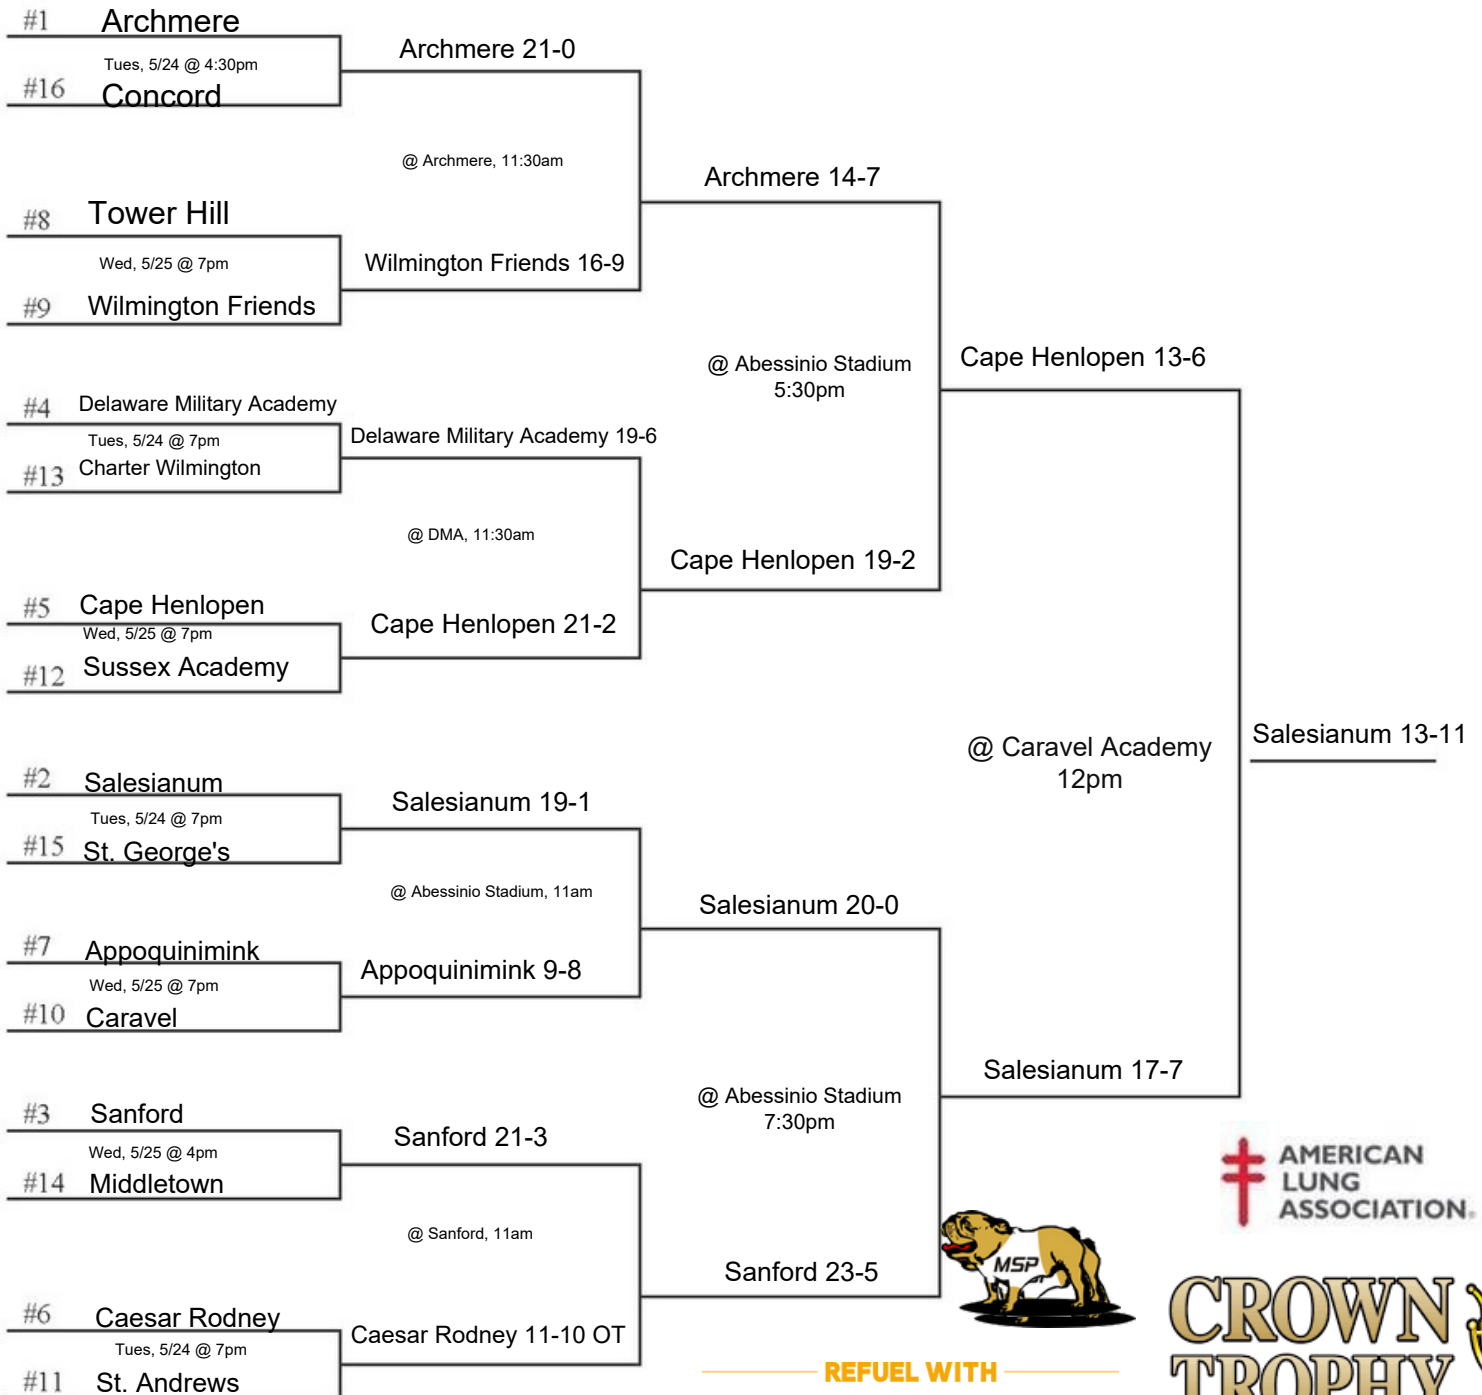 #1 Archmere
Tues, 5/24 @ 4:30pm
#16 Concord
Archmere 21-0
@ Archmere, 11:30am
#8 Tower Hill
Wed, 5/25 @ 7pm
#9 Wilmington Friends
Wilmington Friends 16-9
Archmere 14-7
#4 Delaware Military Academy
Tues, 5/24 @ 7pm
#13 Charter Wilmington
Delaware Military Academy 19-6
@ DMA, 11:30am
#5 Cape Henlopen
Wed, 5/25 @ 7pm
#12 Sussex Academy
Cape Henlopen 21-2
Cape Henlopen 19-2
@ Abessinio Stadium
5:30pm
Cape Henlopen 13-6
#2 Salesianum
Tues, 5/24 @ 7pm
#15 St. George's
Salesianum 19-1
@ Abessinio Stadium, 11am
#7 Appoquinimink
Wed, 5/25 @ 7pm
#10 Caravel
Appoquinimink 9-8
Salesianum 20-0
#3 Sanford
Wed, 5/25 @ 4pm
#14 Middletown
Sanford 21-3
@ Sanford, 11am
#6 Caesar Rodney
Tues, 5/24 @ 7pm
#11 St. Andrews
Caesar Rodney 11-10 OT
Sanford 23-5
@ Abessinio Stadium
7:30pm
Salesianum 17-7
@ Caravel Academy
12pm
Salesianum 13-11
AMERICAN
LUNG
ASSOCIATION®
MSP
REFUEL WITH
CROWN
TROPHY